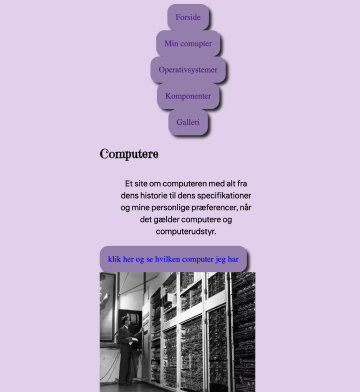 Forside
Min comupter
Operativsystemer
Komponenter
Galleri
Computere
Et site om computeren med alt fra
dens historie til dens specifikationer
og mine personlige præferencer, når
det gælder computere og
computerudstyr.
klik her og se hvilken computer jeg har